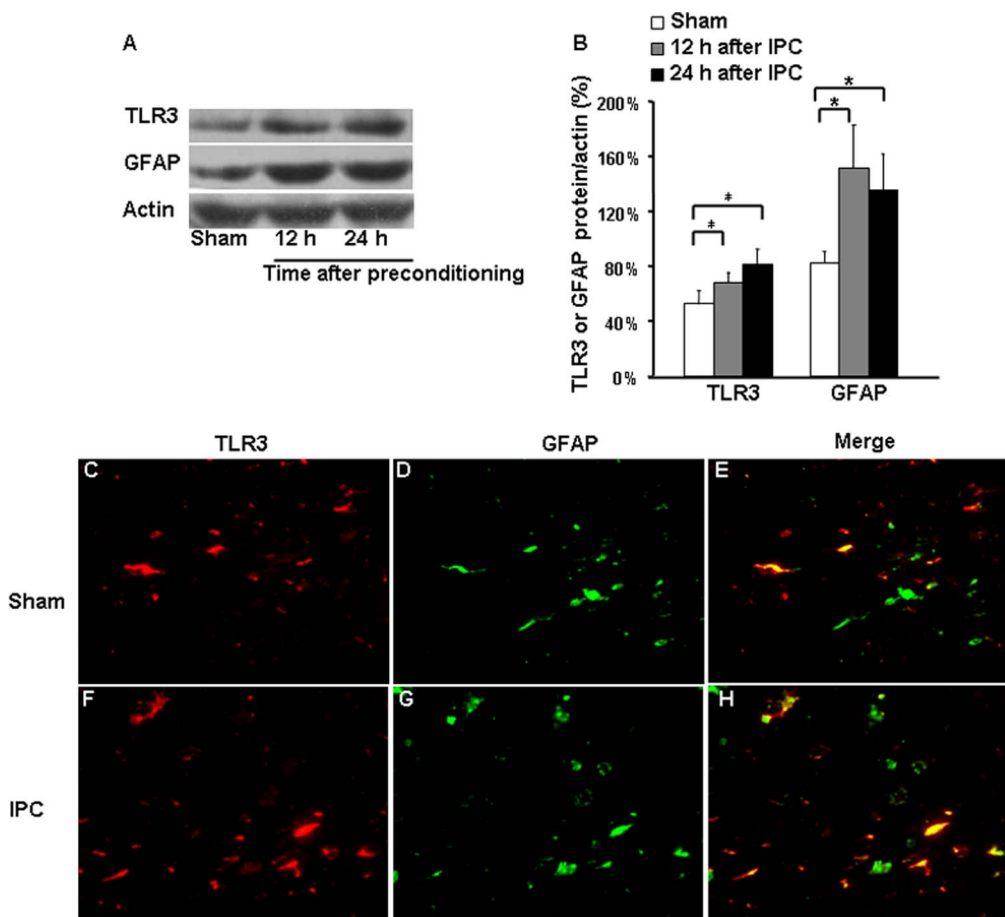 A
TLR3
GFAP
Actin
Sham 12 h 24 h
Time after preconditioning
B
Sham
12 h after IPC
24 h after IPC
TLR3 or GFAP protein/actin (%)
200%
160%
120%
80%
40%
0%
* * * *
TLR3 GFAP
TLR3 GFAP Merge
Sham
C D E
IPC
F G H